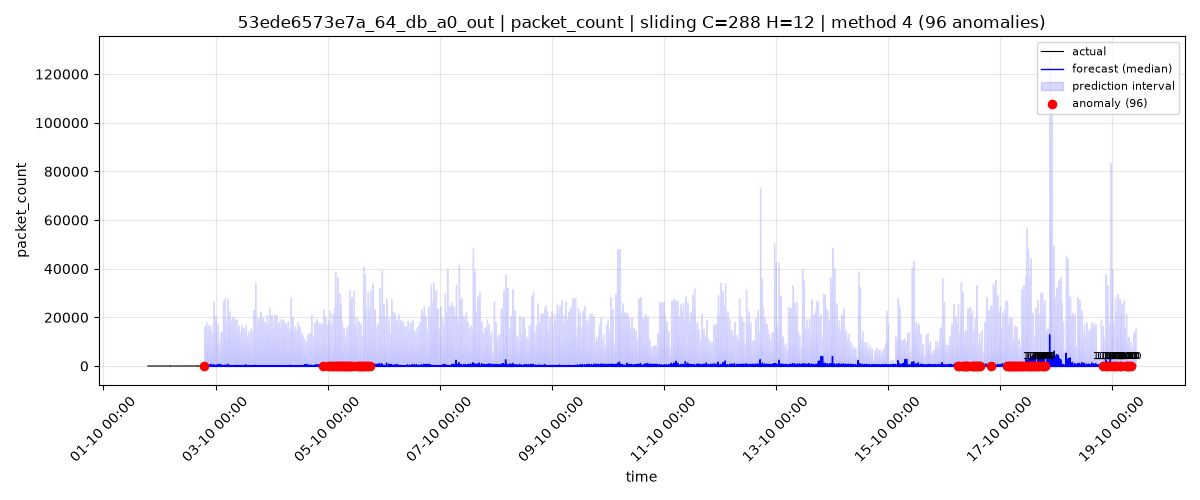 53ede6573e7a_64_db_a0_out | packet_count | sliding C=288 H=12 | method 4 (96 anomalies)
actual
forecast (median)
prediction interval
anomaly (96)
packet_count
120000
100000
80000
60000
40000
20000
0
01-10 00:00
03-10 00:00
05-10 00:00
07-10 00:00
09-10 00:00
11-10 00:00
13-10 00:00
15-10 00:00
17-10 00:00
19-10 00:00
time